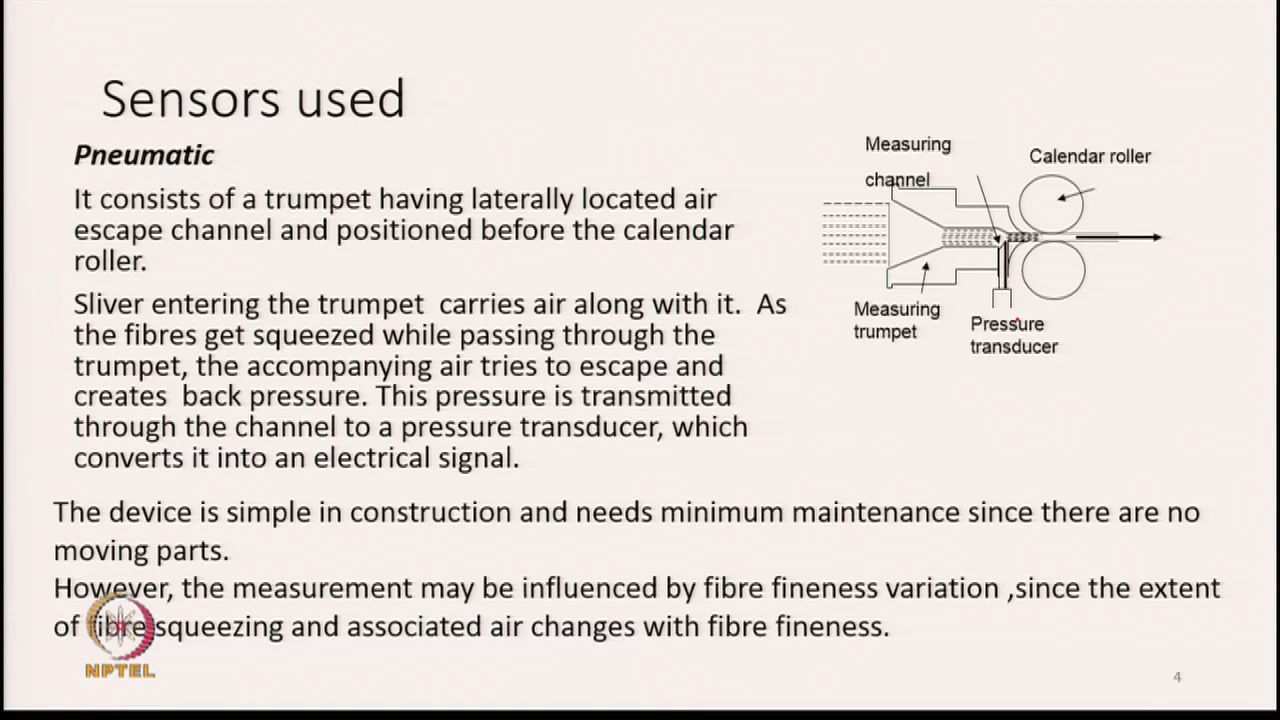 Sensors used
Pneumatic
It consists of a trumpet having laterally located air
escape channel and positioned before the calendar
roller.
Sliver entering the trumpet carries air along with it. As
the fibres get squeezed while passing through the
trumpet, the accompanying air tries to escape and
creates back pressure. This pressure is transmitted
through the channel to a pressure transducer, which
converts it into an electrical signal.
Measuring
channel
Calendar roller
Measuring
trumpet
Pressure
transducer
The device is simple in construction and needs minimum maintenance since there are no
moving parts.
However, the measurement may be influenced by fibre fineness variation ,since the extent
of fibre squeezing and associated air changes with fibre fineness.
NPTEL
4